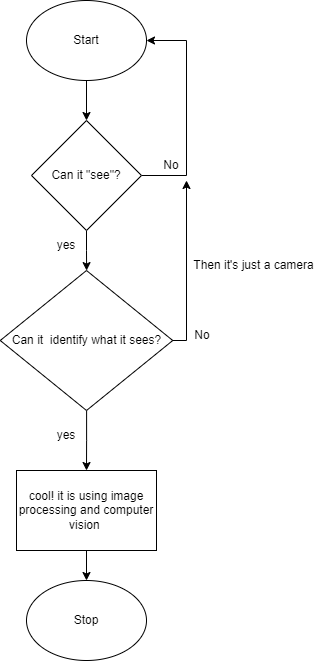 Start
Can it "see"?
No
yes
Then it's just a camera
Can it  identify what it sees?
No
yes
cool! it is using image
processing and computer
vision
Stop